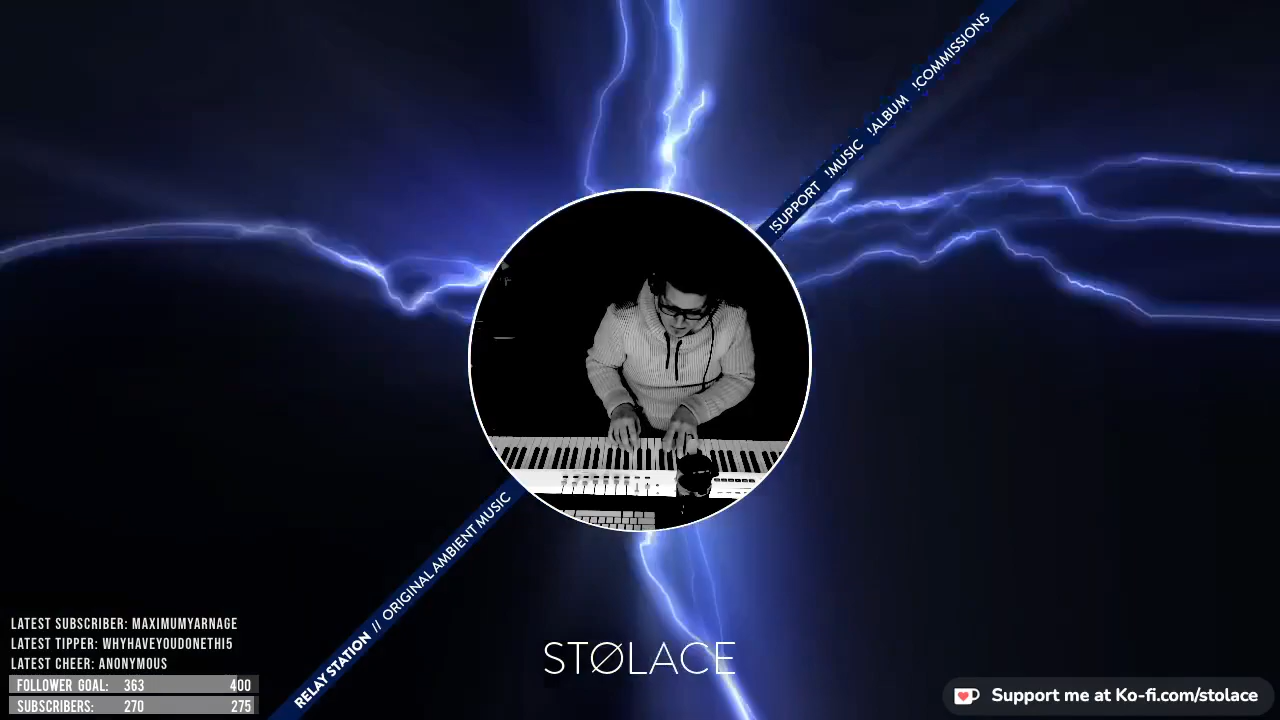 !SUPPORT !MUSIC !ALBUM !COMMISSIONS
RELAY STATION // ORIGINAL AMBIENT MUSIC
STØLACE
LATEST SUBSCRIBER: MAXIMUMYARNAGE
LATEST TIPPER: WHYHAVEYOUDONETHI5
LATEST CHEER: ANONYMOUS
FOLLOWER GOAL: 363 400
SUBSCRIBERS: 270 275
Support me at Ko-fi.com/stolace